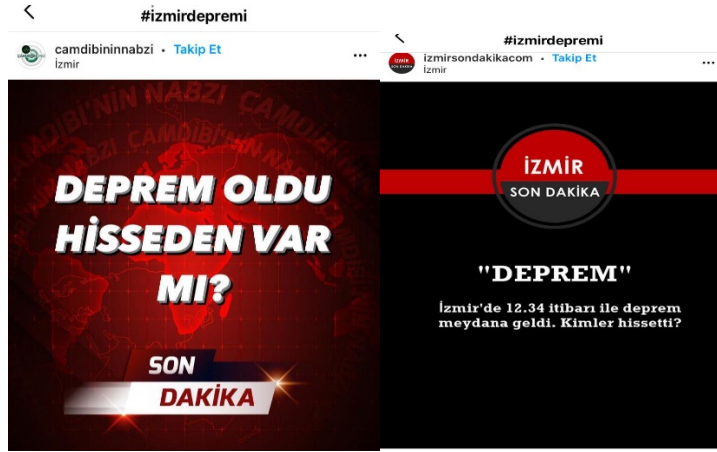 #izmirdepremi
camdibininnabzi • Takip Et
İzmir
DEPREM OLDU
HİSSEDEN VAR
MI?
SON
DAKİKA
#izmirdepremi
izmirsondakikacom • Takip Et
İzmir
İZMİR
SON DAKİKA
"DEPREM"
İzmir'de 12.34 itibarı ile deprem
meydana geldi. Kimler hissetti?